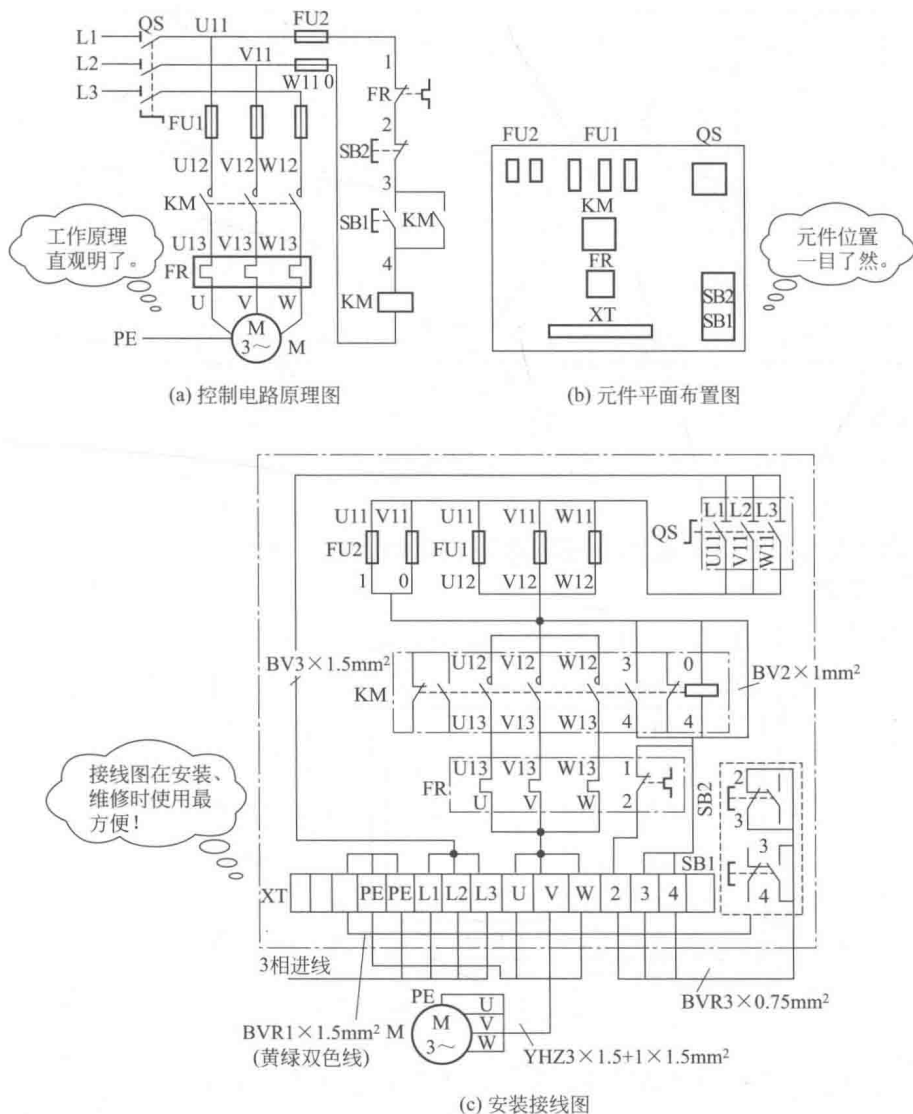 QS
U11
FU2
L1
L2
V11
W11 0
L3
1
FR
FU1
2
U12 V12 W12
SB2
3
KM
SB1
KM
U13 V13 W13
4
FR
KM
U V W
PE
M
3～
M
工作原理
直观明了。
(a) 控制电路原理图
FU2 FU1 QS
KM
FR
XT
SB2
SB1
元件位置
一目了然。
(b) 元件平面布置图
L1 L2 L3
QS
U11 V11 W11
U11 V11 U11 V11 W11
FU2 FU1
1 0 U12 V12 W12
BV3×1.5mm²
U12 V12 W12 3 0
KM
BV2×1mm²
U13 V13 W13 4 4
U13 V13 W13 1
FR
U V W 2
接线图在安装、
维修时使用最
方便！
SB2
2
3
SB1
3
4
XT PE PE L1 L2 L3 U V W 2 3 4
3相进线
BVR3×0.75mm²
PE
U
V
W
M
M
3～
BVR1×1.5mm²
(黄绿双色线)
YHZ3×1.5+1×1.5mm²
(c) 安装接线图